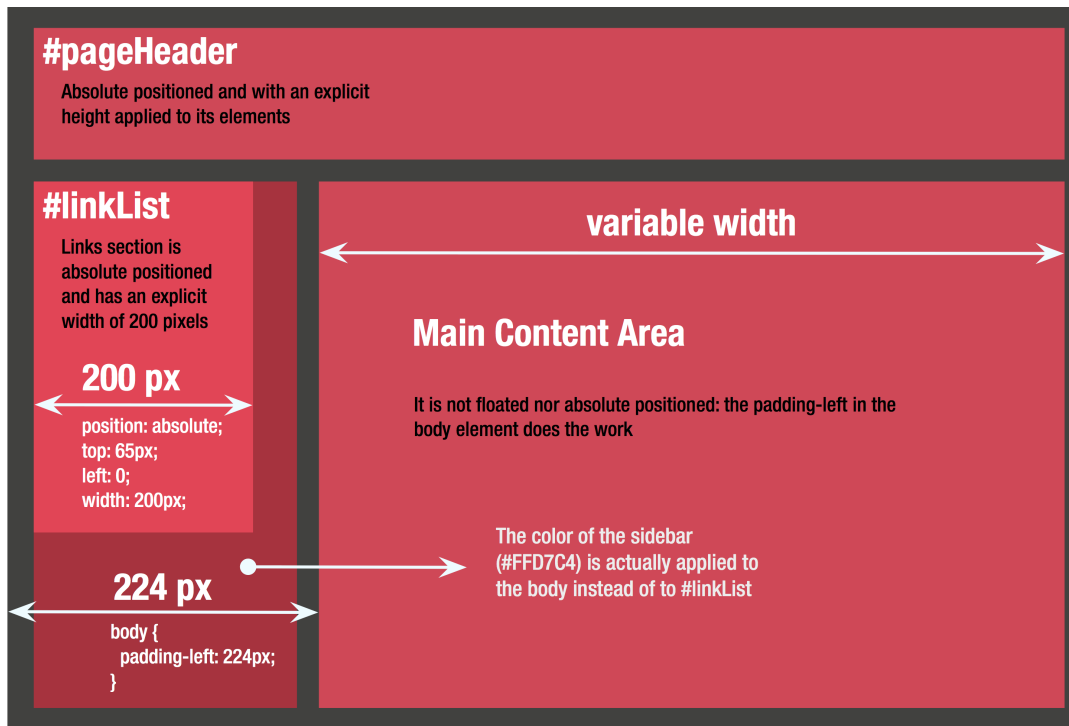 #pageHeader
Absolute positioned and with an explicit
height applied to its elements
#linkList
Links section is
absolute positioned
and has an explicit
width of 200 pixels
200 px
position: absolute;
top: 65px;
left: 0;
width: 200px;
224 px
body {
padding-left: 224px;
}
variable width
Main Content Area
It is not floated nor absolute positioned: the padding-left in the
body element does the work
The color of the sidebar
(#FFD7C4) is actually applied to
the body instead of to #linkList